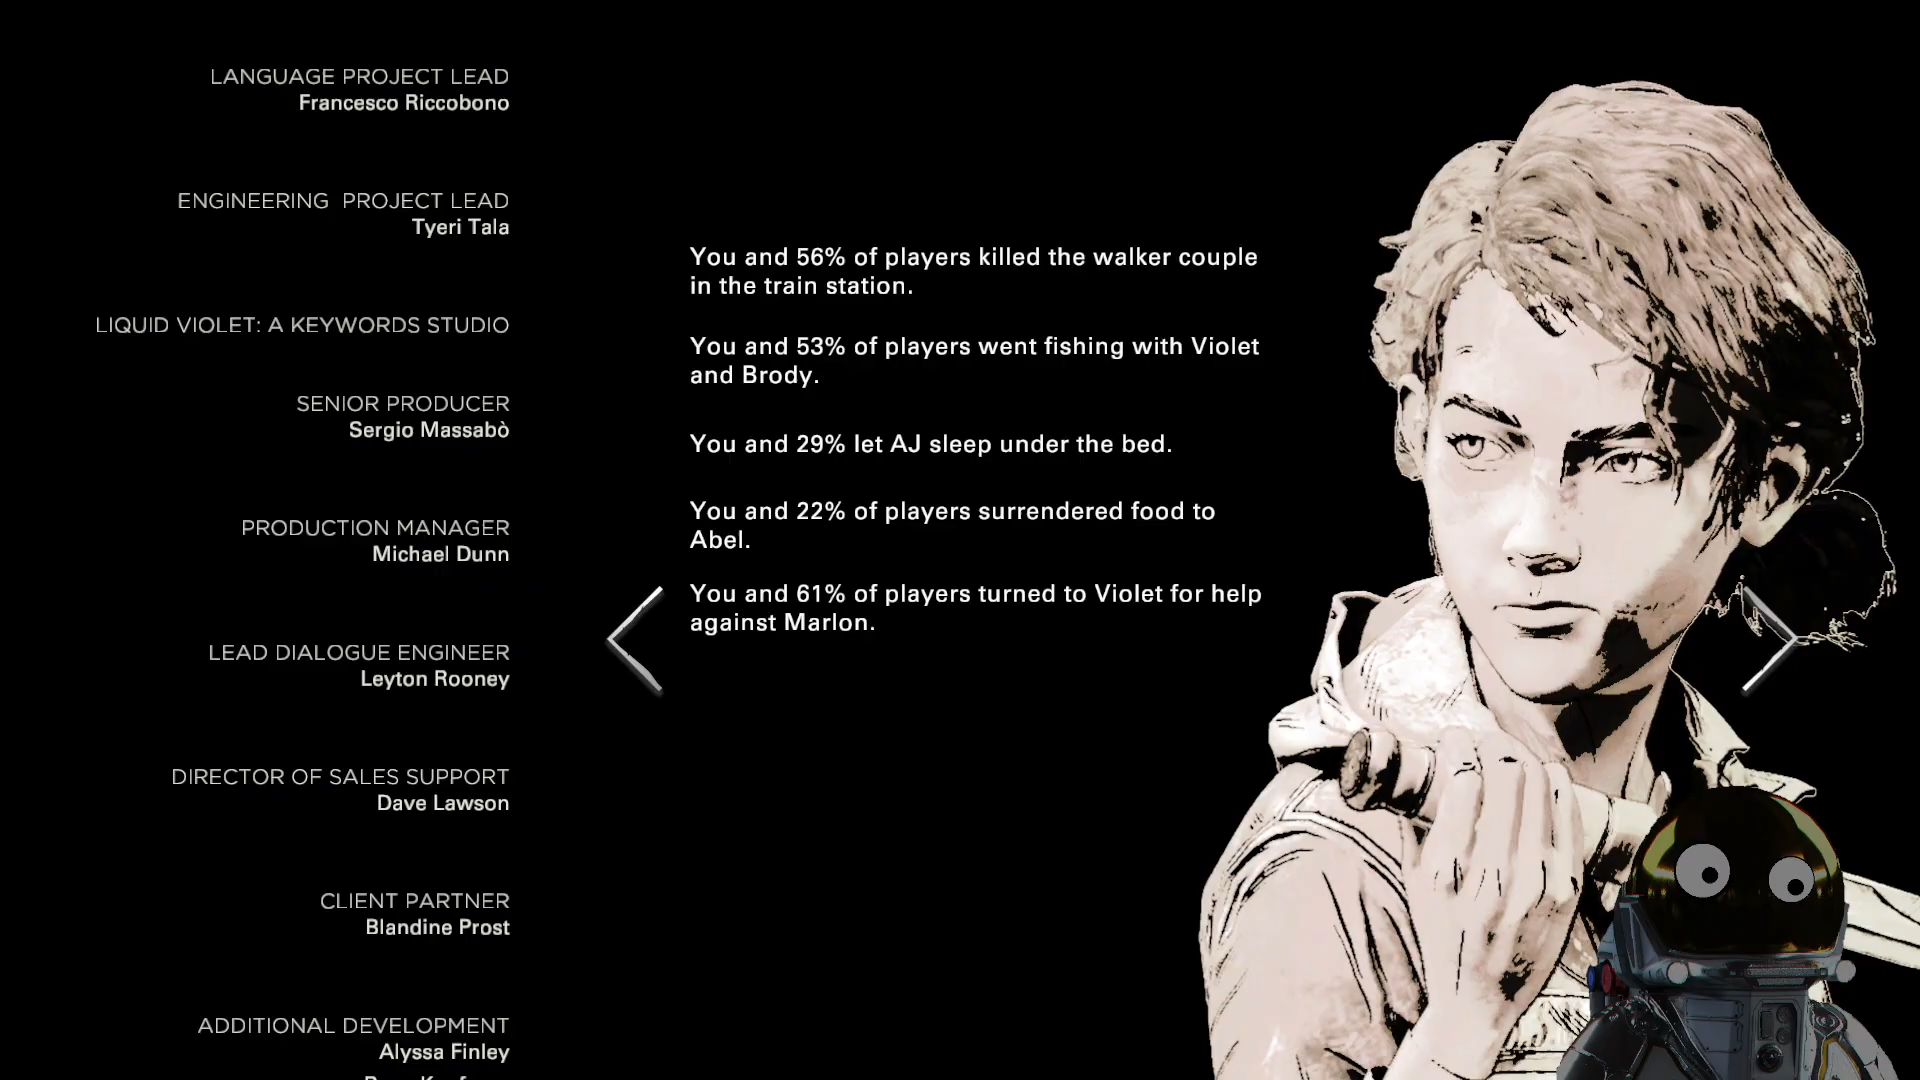 LANGUAGE PROJECT LEAD
Francesco Riccobono
ENGINEERING PROJECT LEAD
Tyeri Tala
LIQUID VIOLET: A KEYWORDS STUDIO
SENIOR PRODUCER
Sergio Massabò
PRODUCTION MANAGER
Michael Dunn
LEAD DIALOGUE ENGINEER
Leyton Rooney
DIRECTOR OF SALES SUPPORT
Dave Lawson
CLIENT PARTNER
Blandine Prost
ADDITIONAL DEVELOPMENT
Alyssa Finley
You and 56% of players killed the walker couple
in the train station.
You and 53% of players went fishing with Violet
and Brody.
You and 29% let AJ sleep under the bed.
You and 22% of players surrendered food to
Abel.
You and 61% of players turned to Violet for help
against Marlon.